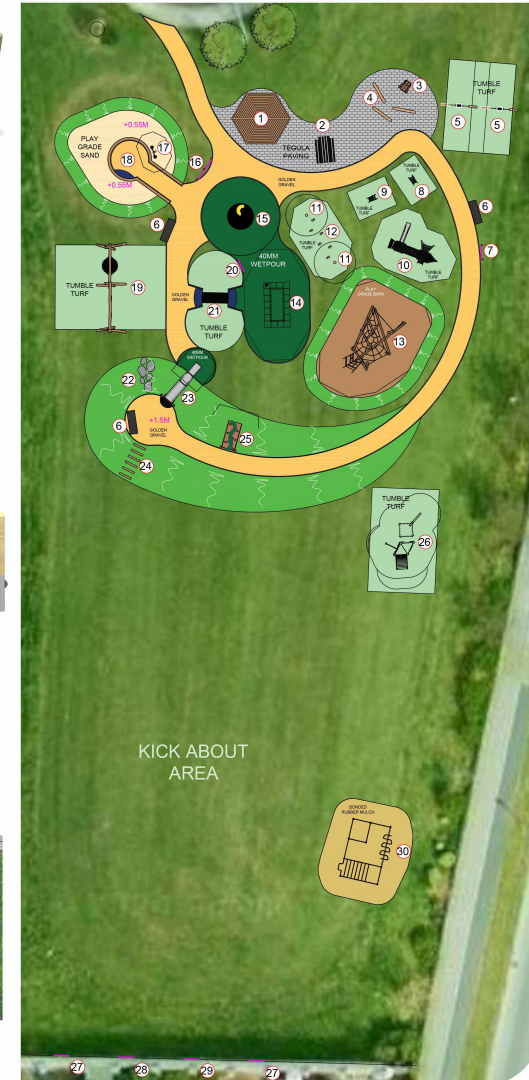 3
4
TUMBLE
TURF
1
2
5
5
+0.55M
PLAY
GRADE
SAND
17
18
16
TEGULA
PAVING
+0.55M
GOLDEN
GRAVEL
TUMBLE
TURF
8
9
TUMBLE
TURF
6
6
15
11
12
TUMBLE
TURF
11
7
10
TUMBLE
TURF
40MM
WETPOUR
20
TUMBLE
TURF
19
GOLDEN
GRAVEL
21
14
TUMBLE
TURF
PLAY
GRADE BARK
13
40MM
WETPOUR
22
23
6
+1.5M
GOLDEN
GRAVEL
25
24
TUMBLE
TURF
26
KICK ABOUT
AREA
BONDED
RUBBER MULCH
30
27
28
29
27